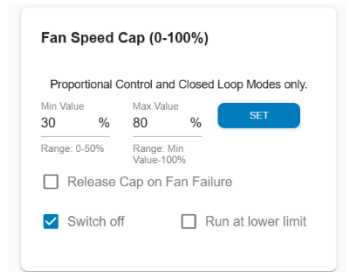 Fan Speed Cap (0-100%)
Proportional Control and Closed Loop Modes only.
Min Value Max Value
30 % 80 % SET
Range: 0-50% Range: Min
Value-100%
Release Cap on Fan Failure
Switch off Run at lower limit